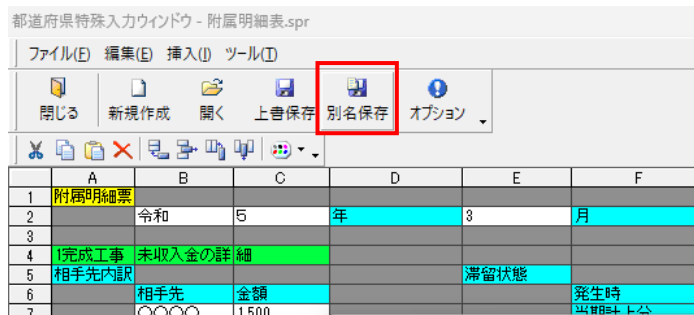 都道府県特殊入力ウィンドウ - 附属明細表.spr
ファイル(F) 編集(E) 挿入(I) ツール(T)
閉じる 新規作成 開く 上書保存 別名保存 オプション
A B C D E F
1 附属明細票
2 令和 5 年 3 月
3
4 1完成工事 未収入金の詳細
5 相手先内訳 滞留状態
6 相手先 金額 発生時
7 〇〇〇〇 1,500 当期計上分